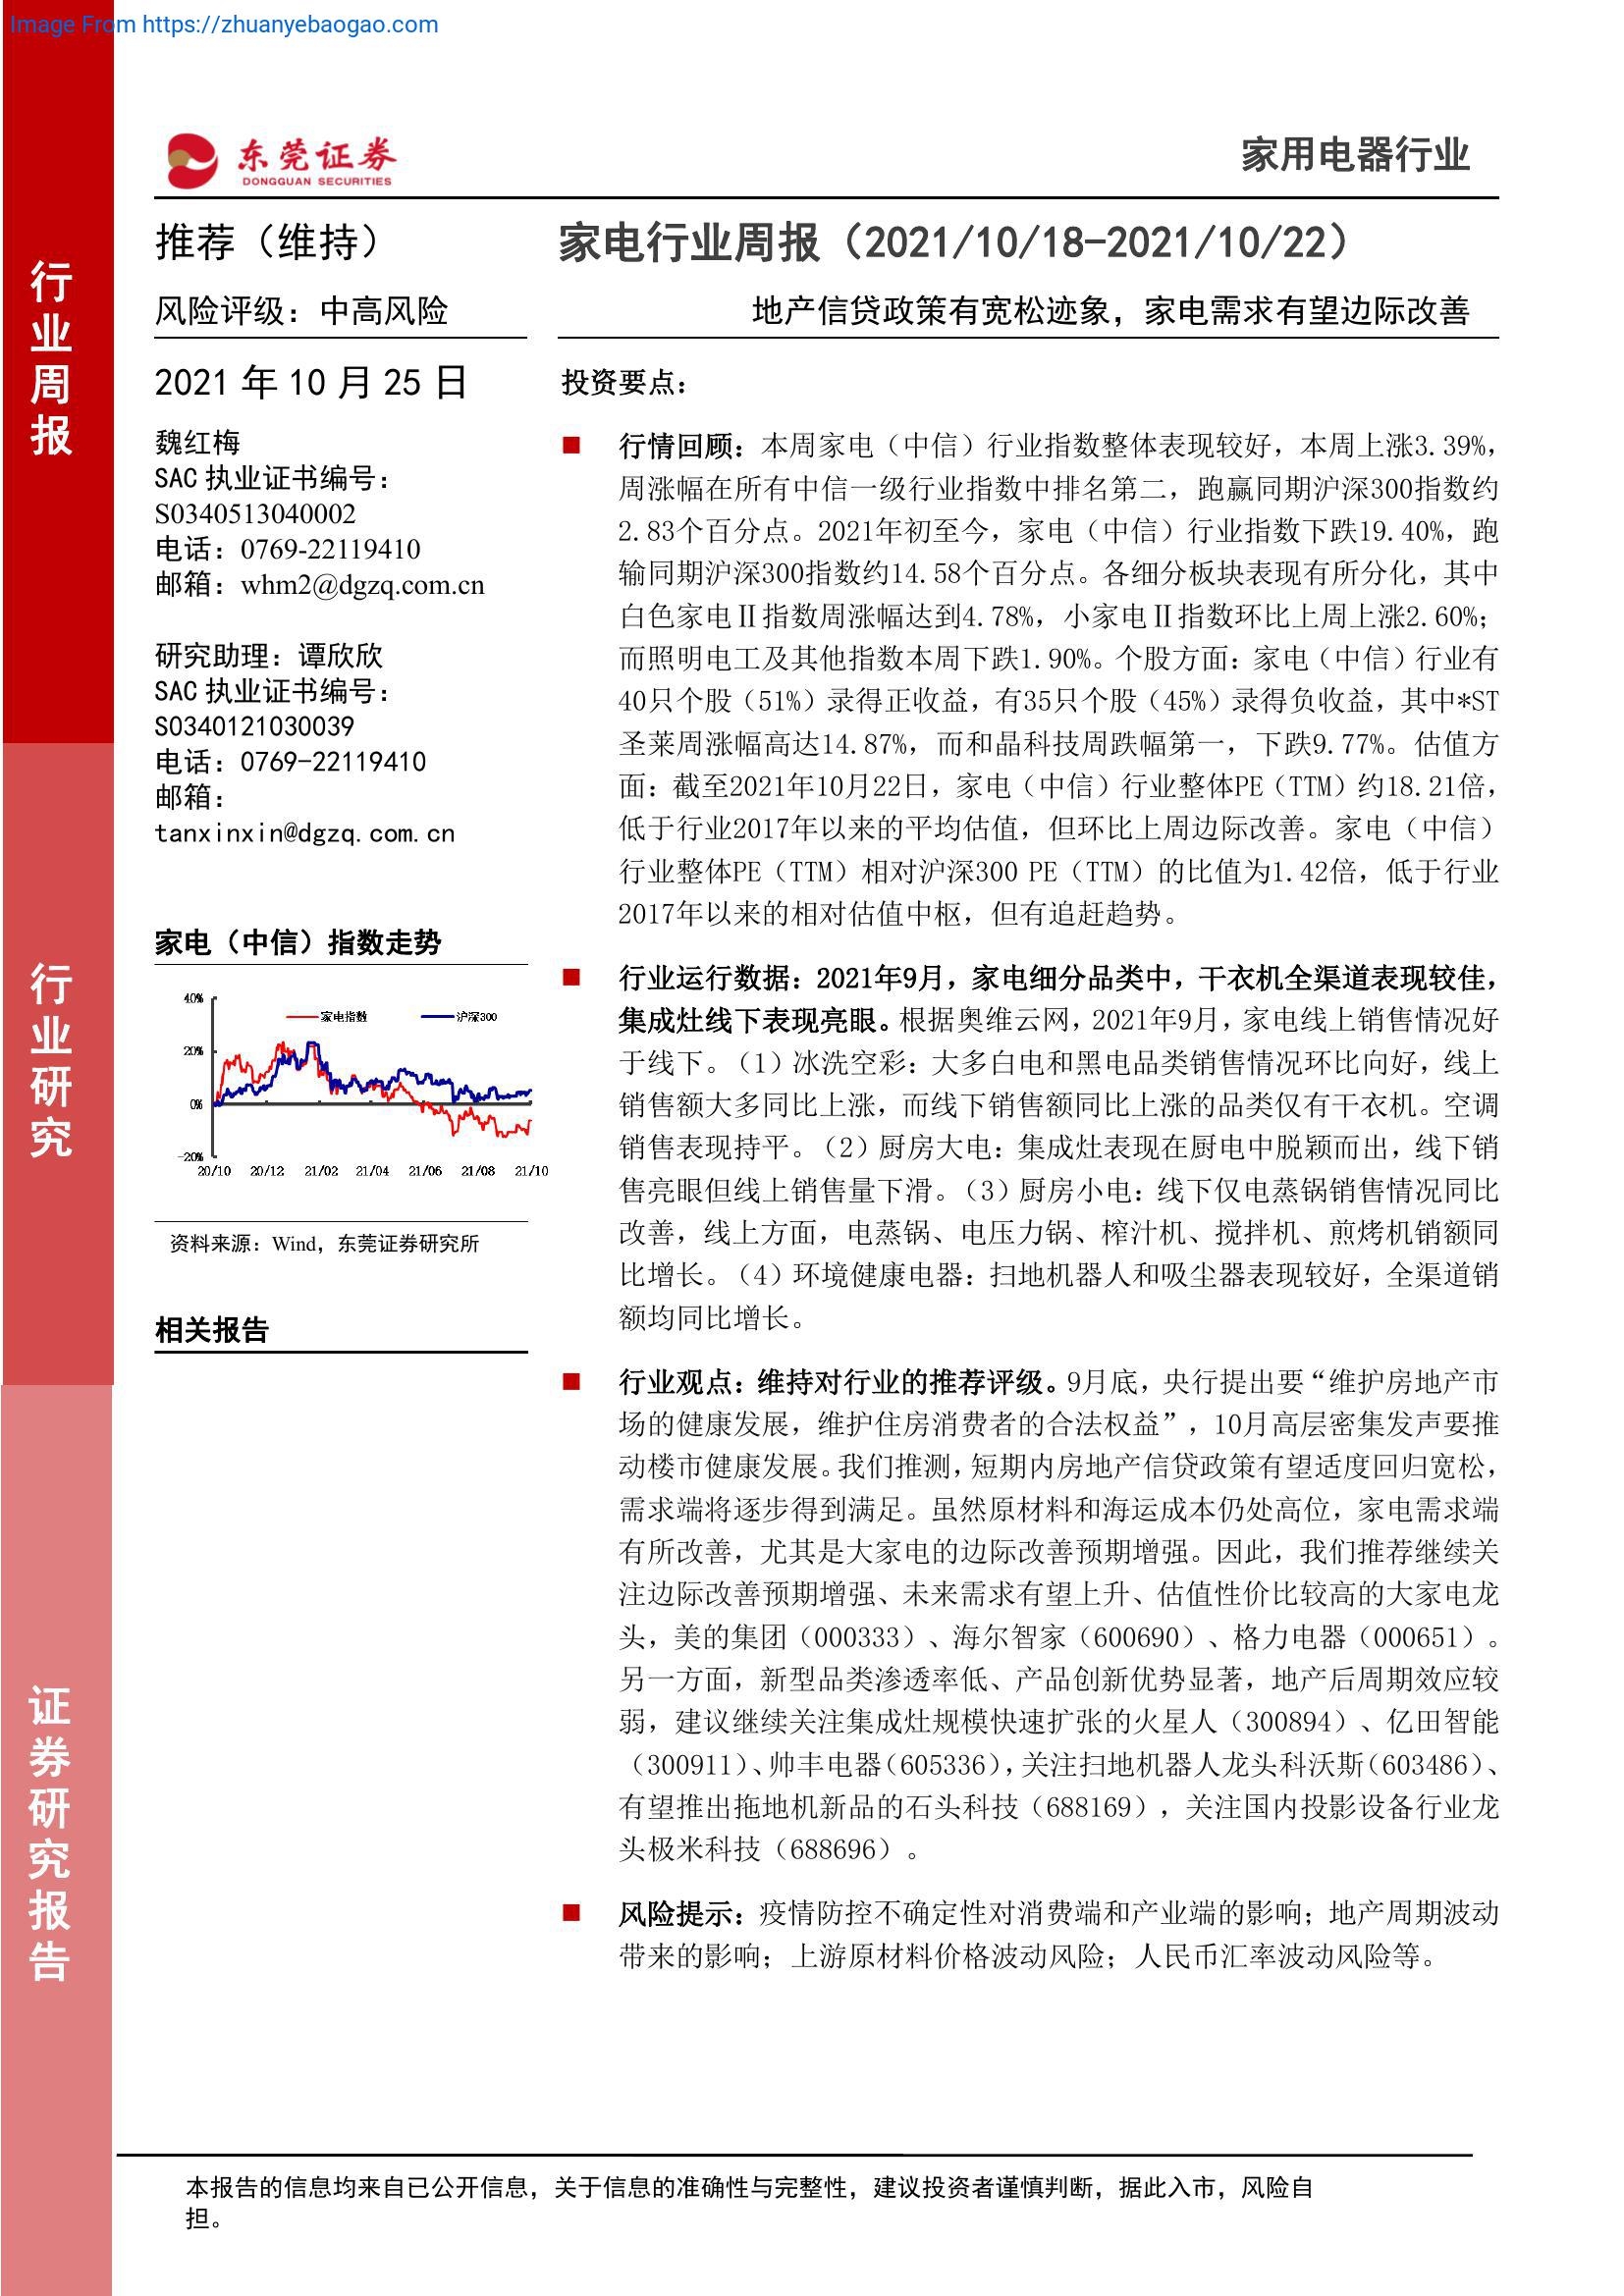 Image From https://zhuanyebaogao.com
东莞证券
DONGGUAN SECURITIES
家用电器行业
行业周报
行业研究
证券研究报告
推荐（维持）
风险评级：中高风险
2021 年 10 月 25 日
魏红梅
SAC 执业证书编号：
S0340513040002
电话：0769-22119410
邮箱：whm2@dgzq.com.cn
研究助理：谭欣欣
SAC 执业证书编号：
S0340121030039
电话：0769-22119410
邮箱：
tanxinxin@dgzq.com.cn
家电（中信）指数走势
40%
20%
0%
-20%
家电指数
沪深300
20/10 20/12 21/02 21/04 21/06 21/08 21/10
资料来源：Wind，东莞证券研究所
相关报告
家电行业周报（2021/10/18-2021/10/22）
地产信贷政策有宽松迹象，家电需求有望边际改善
投资要点：
■ 行情回顾：本周家电（中信）行业指数整体表现较好，本周上涨3.39%，
周涨幅在所有中信一级行业指数中排名第二，跑赢同期沪深300指数约
2.83个百分点。2021年初至今，家电（中信）行业指数下跌19.40%，跑
输同期沪深300指数约14.58个百分点。各细分板块表现有所分化，其中
白色家电Ⅱ指数周涨幅达到4.78%，小家电Ⅱ指数环比上周上涨2.60%；
而照明电工及其他指数本周下跌1.90%。个股方面：家电（中信）行业有
40只个股（51%）录得正收益，有35只个股（45%）录得负收益，其中*ST
圣莱周涨幅高达14.87%，而和晶科技周跌幅第一，下跌9.77%。估值方
面：截至2021年10月22日，家电（中信）行业整体PE（TTM）约18.21倍，
低于行业2017年以来的平均估值，但环比上周边际改善。家电（中信）
行业整体PE（TTM）相对沪深300 PE（TTM）的比值为1.42倍，低于行业
2017年以来的相对估值中枢，但有追赶趋势。
■ 行业运行数据：2021年9月，家电细分品类中，干衣机全渠道表现较佳，
集成灶线下表现亮眼。根据奥维云网，2021年9月，家电线上销售情况好
于线下。（1）冰洗空彩：大多白电和黑电品类销售情况环比向好，线上
销售额大多同比上涨，而线下销售额同比上涨的品类仅有干衣机。空调
销售表现持平。（2）厨房大电：集成灶表现在厨电中脱颖而出，线下销
售亮眼但线上销售量下滑。（3）厨房小电：线下仅电蒸锅销售情况同比
改善，线上方面，电蒸锅、电压力锅、榨汁机、搅拌机、煎烤机销额同
比增长。（4）环境健康电器：扫地机器人和吸尘器表现较好，全渠道销
额均同比增长。
■ 行业观点：维持对行业的推荐评级。9月底，央行提出要“维护房地产市
场的健康发展，维护住房消费者的合法权益”，10月高层密集发声要推
动楼市健康发展。我们推测，短期内房地产信贷政策有望适度回归宽松，
需求端将逐步得到满足。虽然原材料和海运成本仍处高位，家电需求端
有所改善，尤其是大家电的边际改善预期增强。因此，我们推荐继续关
注边际改善预期增强、未来需求有望上升、估值性价比较高的大家电龙
头，美的集团（000333）、海尔智家（600690）、格力电器（000651）。
另一方面，新型品类渗透率低、产品创新优势显著，地产后周期效应较
弱，建议继续关注集成灶规模快速扩张的火星人（300894）、亿田智能
（300911）、帅丰电器（605336），关注扫地机器人龙头科沃斯（603486）、
有望推出拖地机新品的石头科技（688169），关注国内投影设备行业龙
头极米科技（688696）。
■ 风险提示：疫情防控不确定性对消费端和产业端的影响；地产周期波动
带来的影响；上游原材料价格波动风险；人民币汇率波动风险等。
本报告的信息均来自已公开信息，关于信息的准确性与完整性，建议投资者谨慎判断，据此入市，风险自
担。